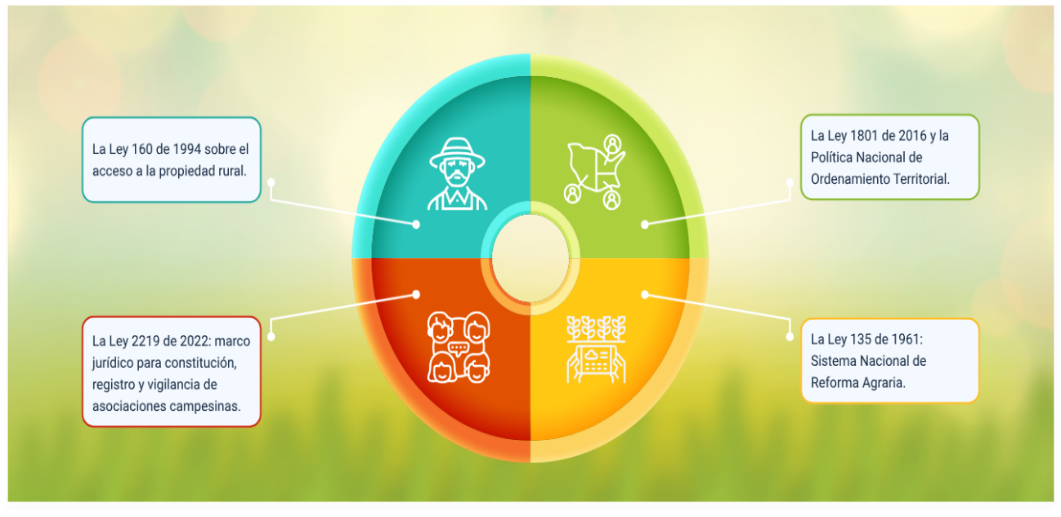 La Ley 160 de 1994 sobre el
acceso a la propiedad rural.
La Ley 1801 de 2016 y la
Política Nacional de
Ordenamiento Territorial.
La Ley 2219 de 2022: marco
jurídico para constitución,
registro y vigilancia de
asociaciones campesinas.
La Ley 135 de 1961:
Sistema Nacional de
Reforma Agraria.